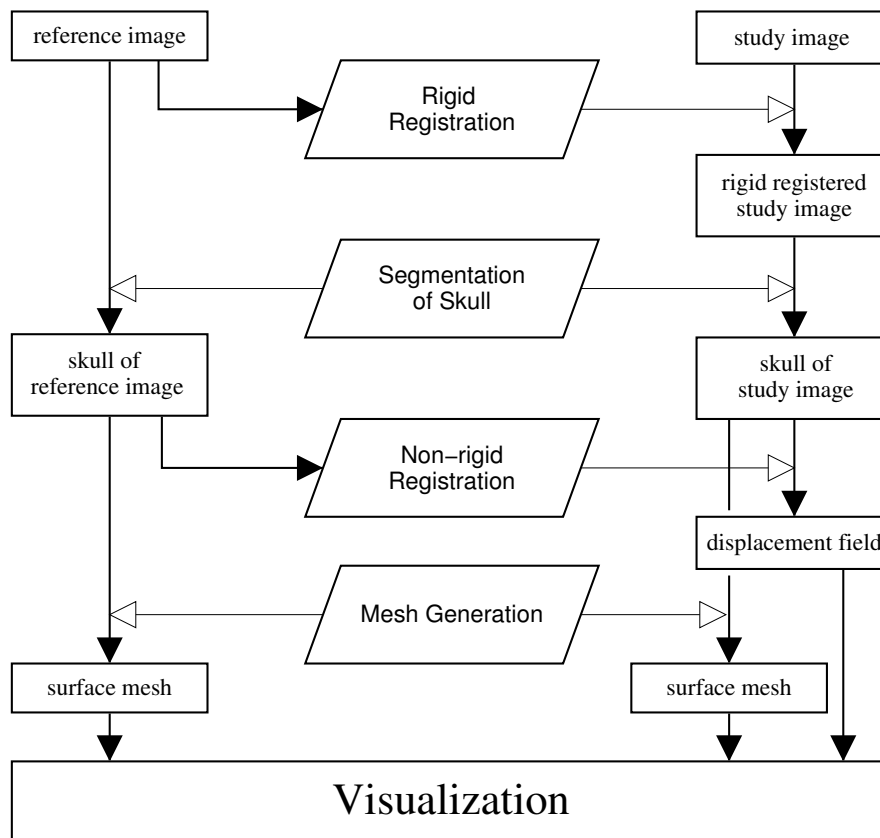 reference image
study image
Rigid
Registration
rigid registered
study image
Segmentation
of Skull
skull of
reference image
skull of
study image
Non−rigid
Registration
displacement field
Mesh Generation
surface mesh
surface mesh
Visualization